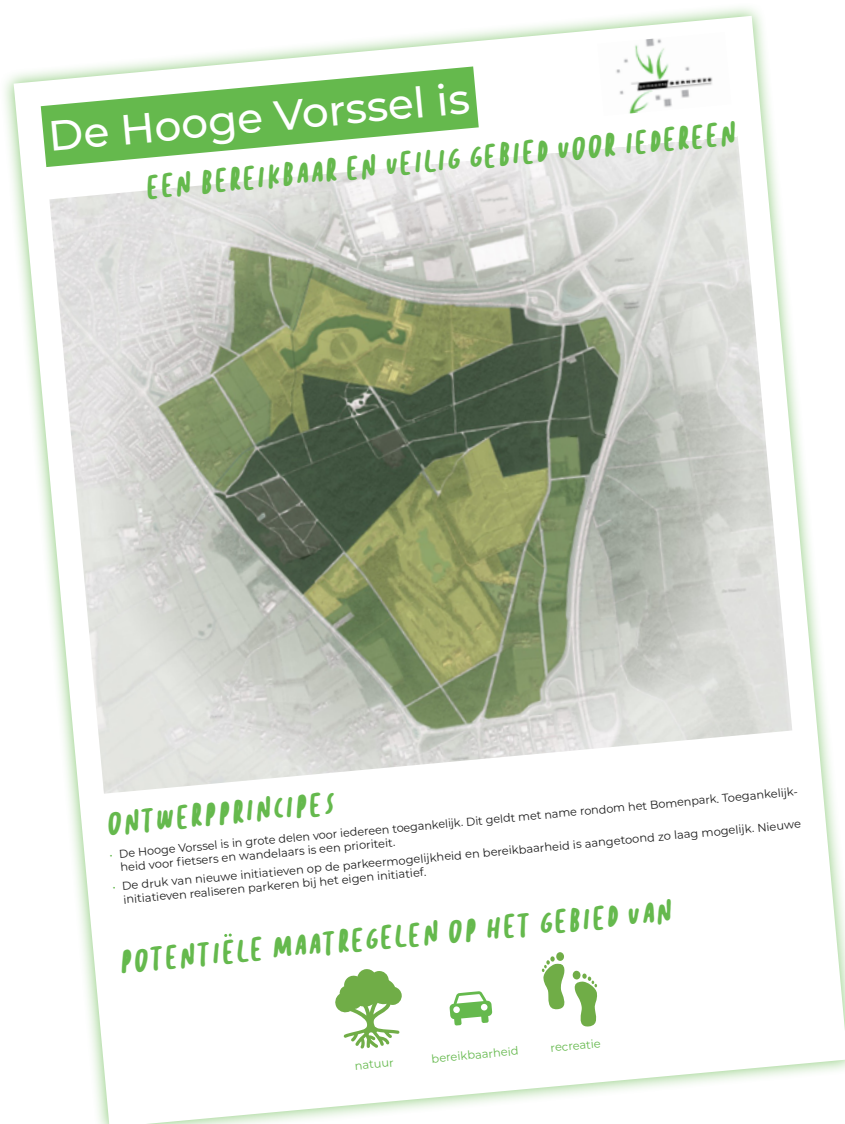 De Hooge Vorssel is
EEN BEREIKBAAR EN VEILIG GEBIED VOOR IEDEREEN
ONTWERPPRINCIPES
· De Hooge Vorssel is in grote delen voor iedereen toegankelijk. Dit geldt met name rondom het Bomenpark. Toegankelijk-
heid voor fietsers en wandelaars is een prioriteit.
· De druk van nieuwe initiatieven op de parkeermogelijkheid en bereikbaarheid is aangetoond zo laag mogelijk. Nieuwe
initiatieven realiseren parkeren bij het eigen initiatief.
POTENTIËLE MAATREGELEN OP HET GEBIED VAN
natuur
bereikbaarheid
recreatie